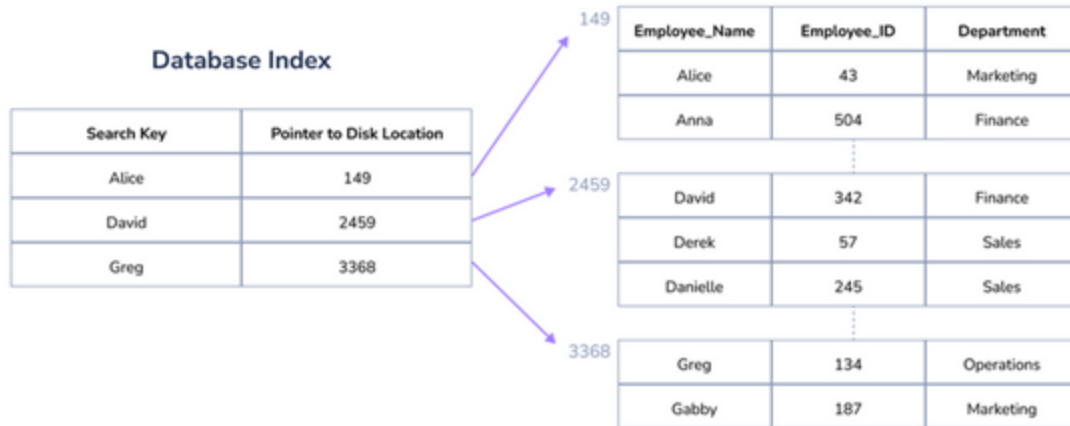 Database Index
Search Key Pointer to Disk Location
Alice 149
David 2459
Greg 3368
149
Employee_Name Employee_ID Department
Alice 43 Marketing
Anna 504 Finance
2459
David 342 Finance
Derek 57 Sales
Danielle 245 Sales
3368
Greg 134 Operations
Gabby 187 Marketing